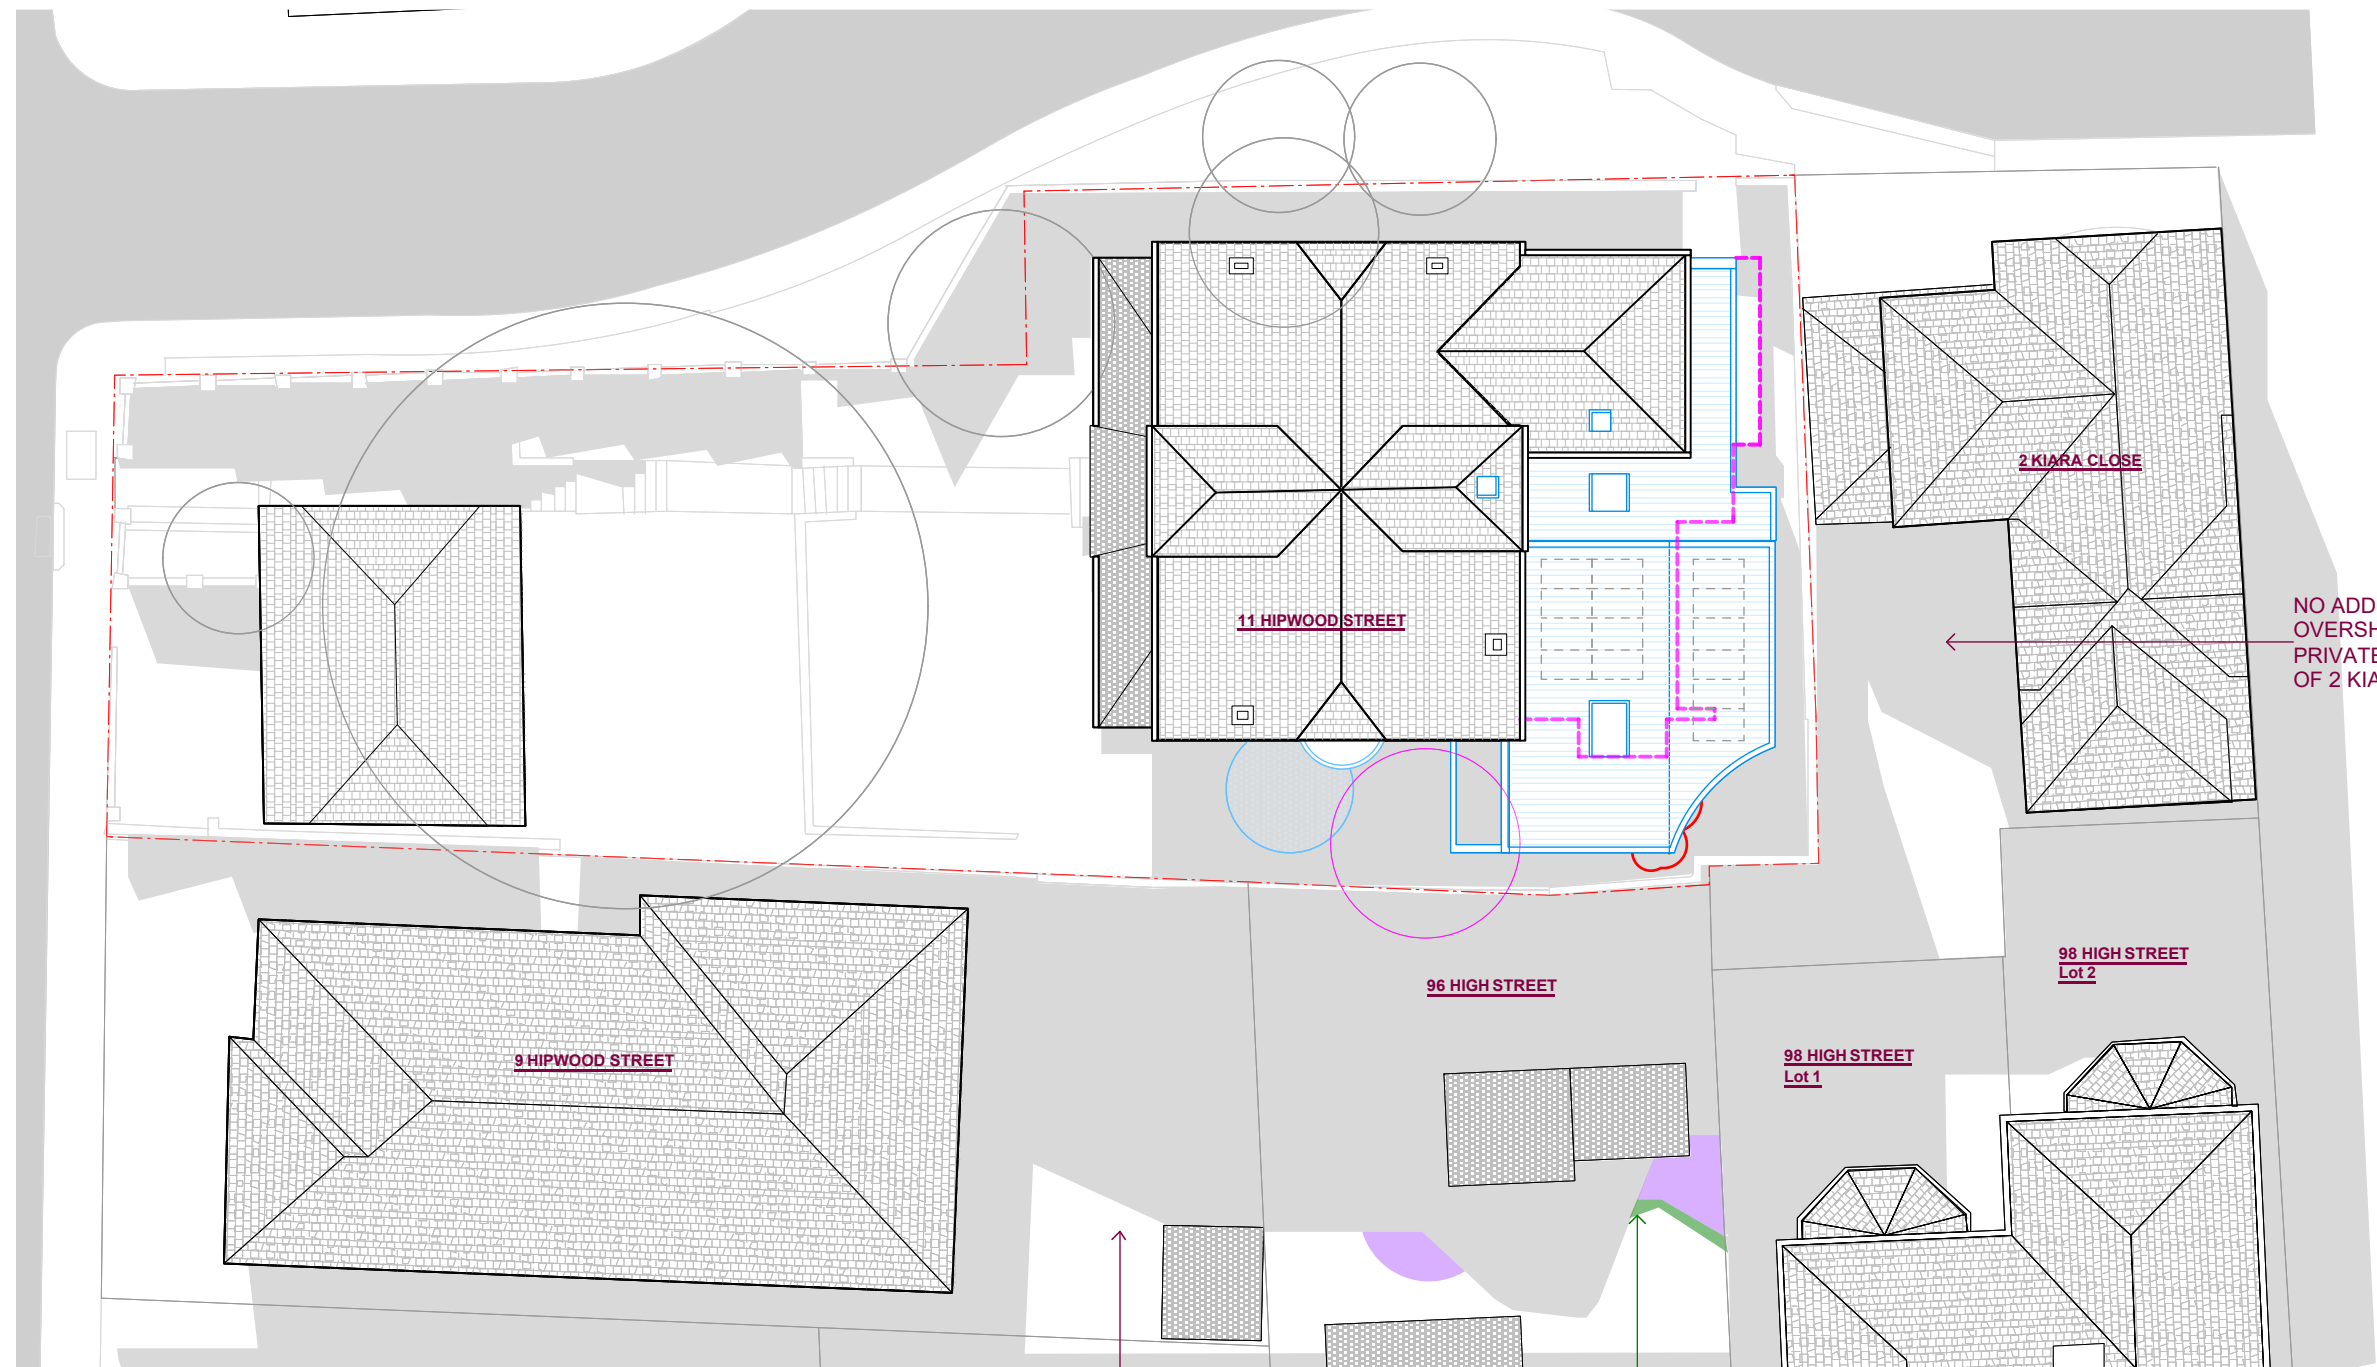 2 KIARA CLOSE
NO ADD
OVERSH
PRIVATE
OF 2 KIA
11 HIPWOOD STREET
98 HIGH STREET
Lot 2
96 HIGH STREET
98 HIGH STREET
Lot 1
9 HIPWOOD STREET